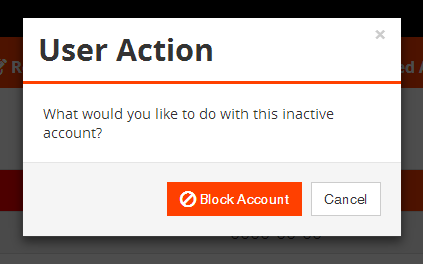 User Action
×
What would you like to do with this inactive
account?
Block Account
Cancel